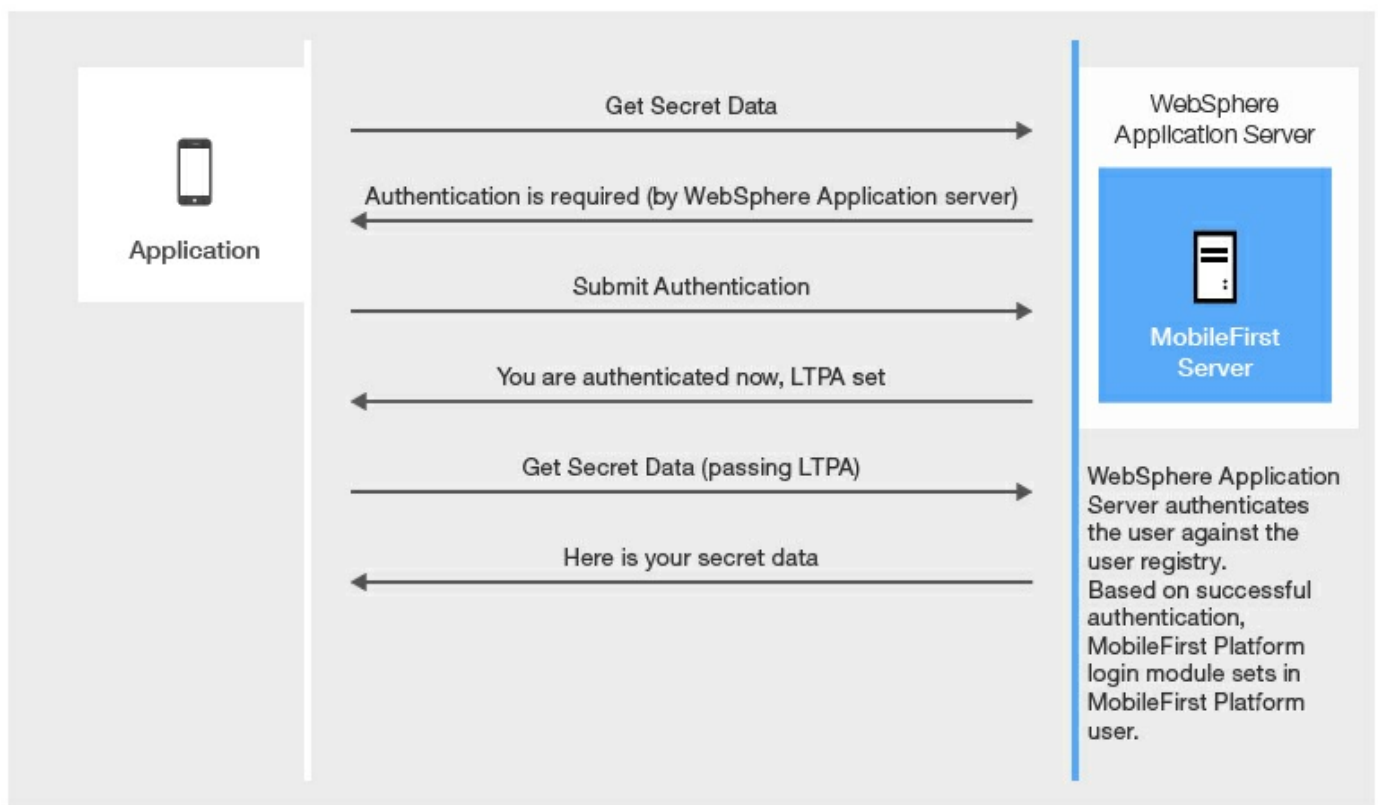 Application
Get Secret Data
Authentication is required (by WebSphere Application server)
Submit Authentication
You are authenticated now, LTPA set
Get Secret Data (passing LTPA)
Here is your secret data
WebSphere
Application Server
MobileFirst
Server
WebSphere Application
Server authenticates
the user against the
user registry.
Based on successful
authentication,
MobileFirst Platform
login module sets in
MobileFirst Platform
user.